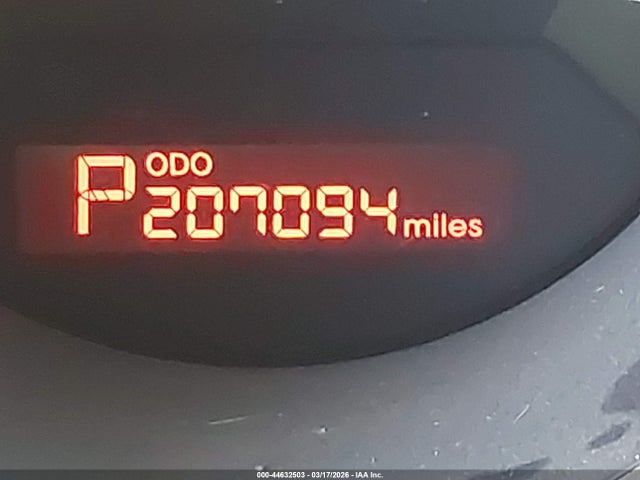 P ODO
207094 miles
000-44632503 - 03/17/2026 - IAA Inc.